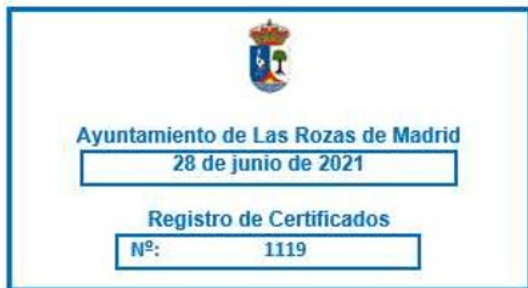 Ayuntamiento de Las Rozas de Madrid
28 de junio de 2021
Registro de Certificados
Nº: 1119